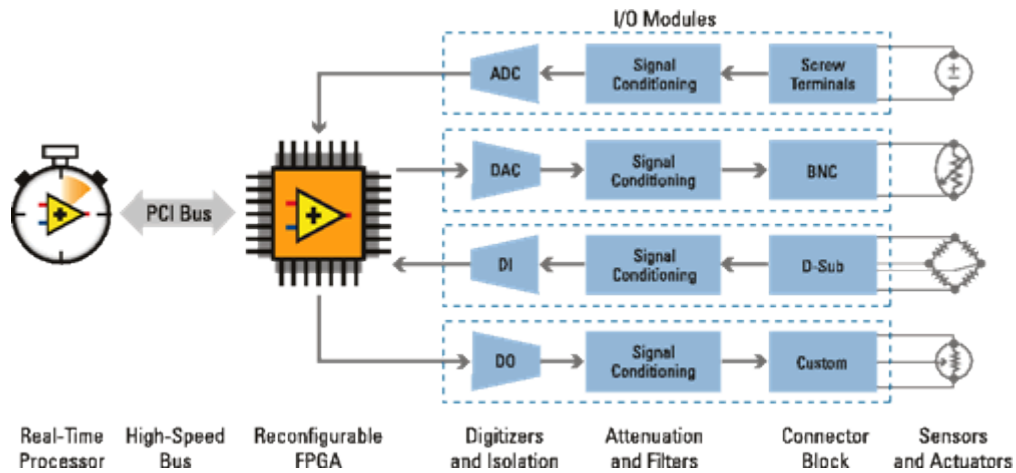 I/O Modules
ADC
Signal
Conditioning
Screw
Terminals
±
DAC
Signal
Conditioning
BNC
PCI Bus
DI
Signal
Conditioning
D-Sub
DO
Signal
Conditioning
Custom
Real-Time
Processor
High-Speed
Bus
Reconfigurable
FPGA
Digitizers
and Isolation
Attenuation
and Filters
Connector
Block
Sensors
and Actuators